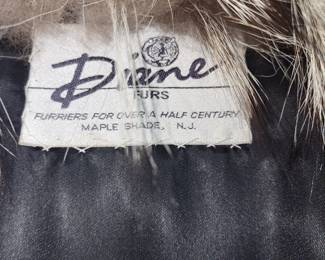 Diane
FURS
FURRIERS FOR OVER A HALF CENTURY
MAPLE SHADE, N.J.